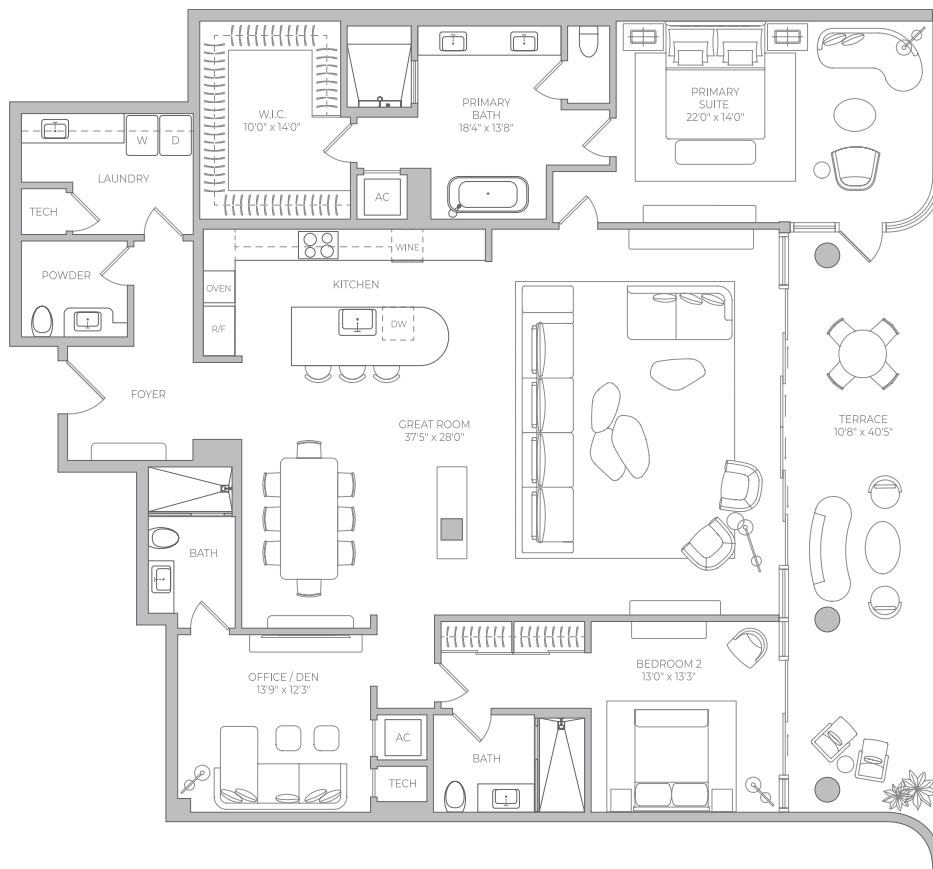 W.I.C.
10'0" x 14'0"
PRIMARY
BATH
18'4" x 13'8"
PRIMARY
SUITE
22'0" x 14'0"
W
D
LAUNDRY
TECH
AC
POWDER
WINE
OVEN
KITCHEN
R/F
DW
FOYER
GREAT ROOM
37'5" x 28'0"
TERRACE
10'8" x 40'5"
BATH
OFFICE / DEN
13'9" x 12'3"
BEDROOM 2
13'0" x 13'3"
AC
BATH
TECH